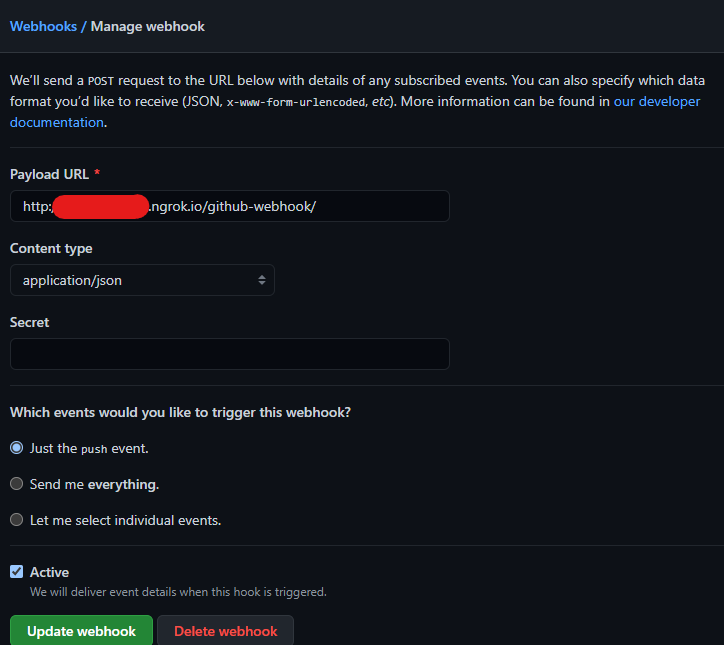 Webhooks / Manage webhook
We'll send a POST request to the URL below with details of any subscribed events. You can also specify which data
format you'd like to receive (JSON, x-www-form-urlencoded, etc). More information can be found in our developer
documentation.
Payload URL *
http:/ .ngrok.io/github-webhook/
Content type
application/json
Secret
Which events would you like to trigger this webhook?
Just the push event.
Send me everything.
Let me select individual events.
Active
We will deliver event details when this hook is triggered.
Update webhook
Delete webhook